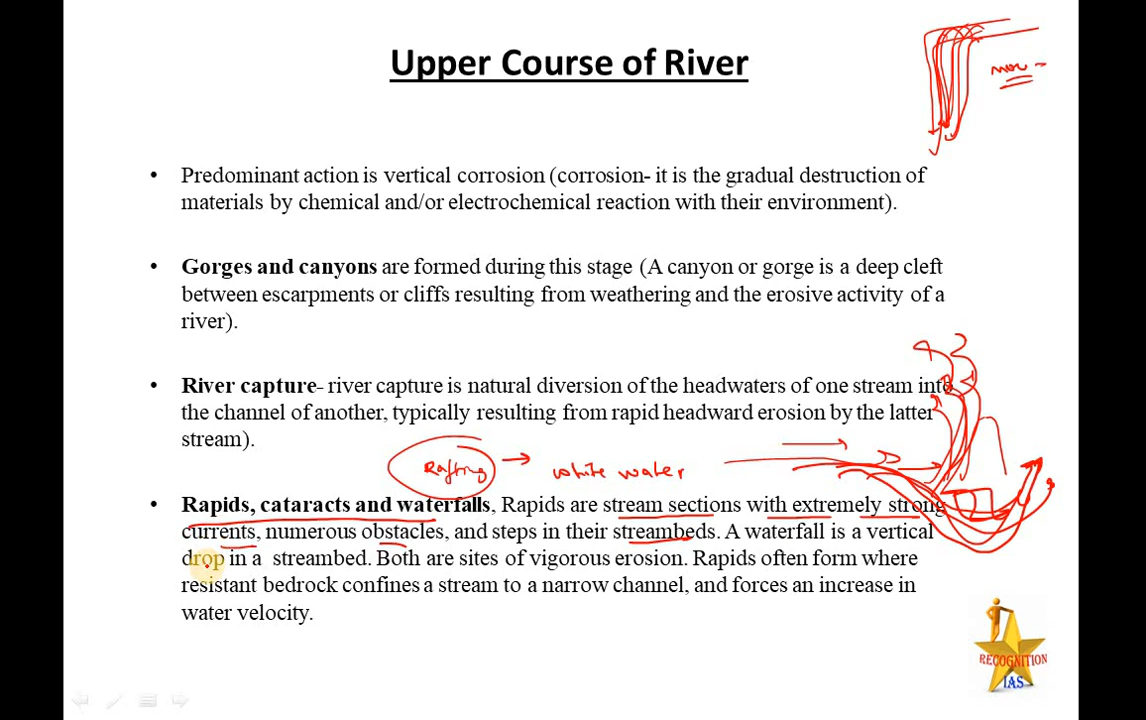 Upper Course of River
• Predominant action is vertical corrosion (corrosion- it is the gradual destruction of
materials by chemical and/or electrochemical reaction with their environment).
• Gorges and canyons are formed during this stage (A canyon or gorge is a deep cleft
between escarpments or cliffs resulting from weathering and the erosive activity of a
river).
• River capture- river capture is natural diversion of the headwaters of one stream into
the channel of another, typically resulting from rapid headward erosion by the latter
stream).
Rafting → white water
• Rapids, cataracts and waterfalls, Rapids are stream sections with extremely strong
currents, numerous obstacles, and steps in their streambeds. A waterfall is a vertical
drop in a streambed. Both are sites of vigorous erosion. Rapids often form where
resistant bedrock confines a stream to a narrow channel, and forces an increase in
water velocity.
RECOGNITION
IAS